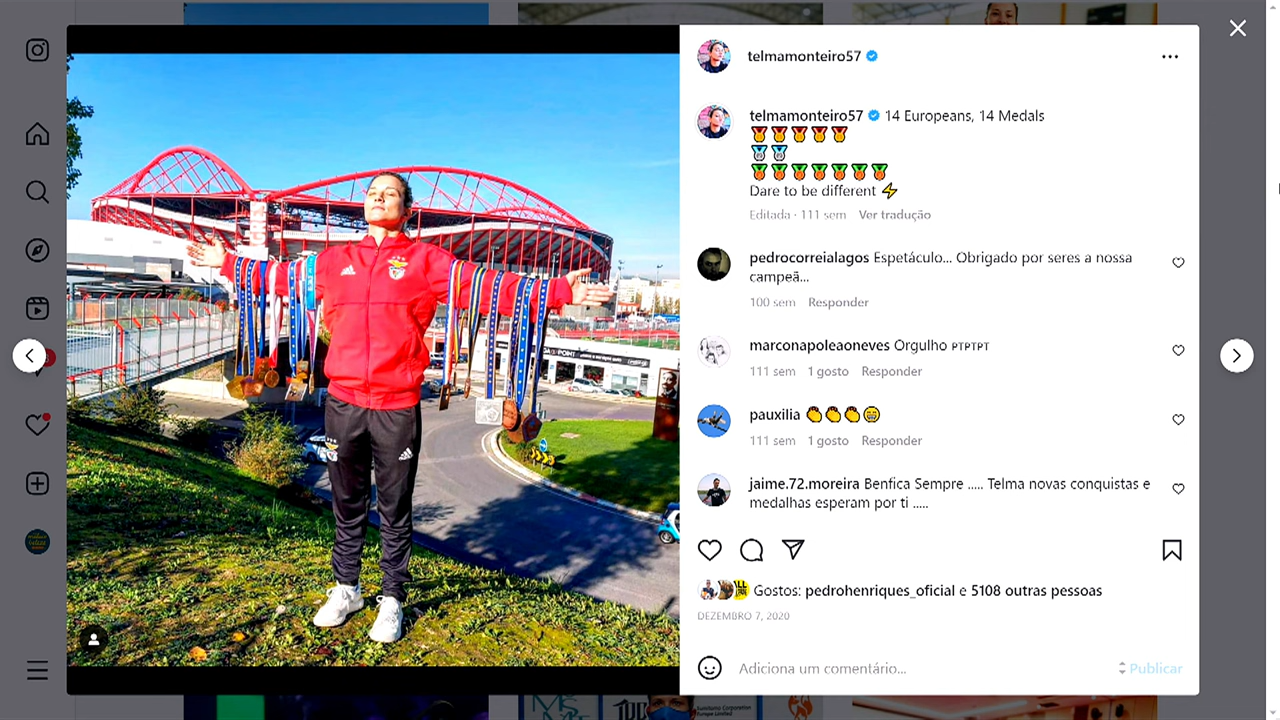 telmamonteiro57
telmamonteiro57 14 Europeans, 14 Medals
Dare to be different
Editada · 111 sem Ver tradução
pedrocorreialagos Espetáculo... Obrigado por seres a nossa
campeã...
100 sem Responder
marconapoleaoneves Orgulho ᴘᴛᴘᴛᴘᴛ
111 sem 1 gosto Responder
pauxilia
111 sem 1 gosto Responder
jaime.72.moreira Benfica Sempre ..... Telma novas conquistas e
medalhas esperam por ti .....
Gostos: pedrohenriques_oficial e 5108 outras pessoas
DEZEMBRO 7, 2020
Adiciona um comentário...
Publicar